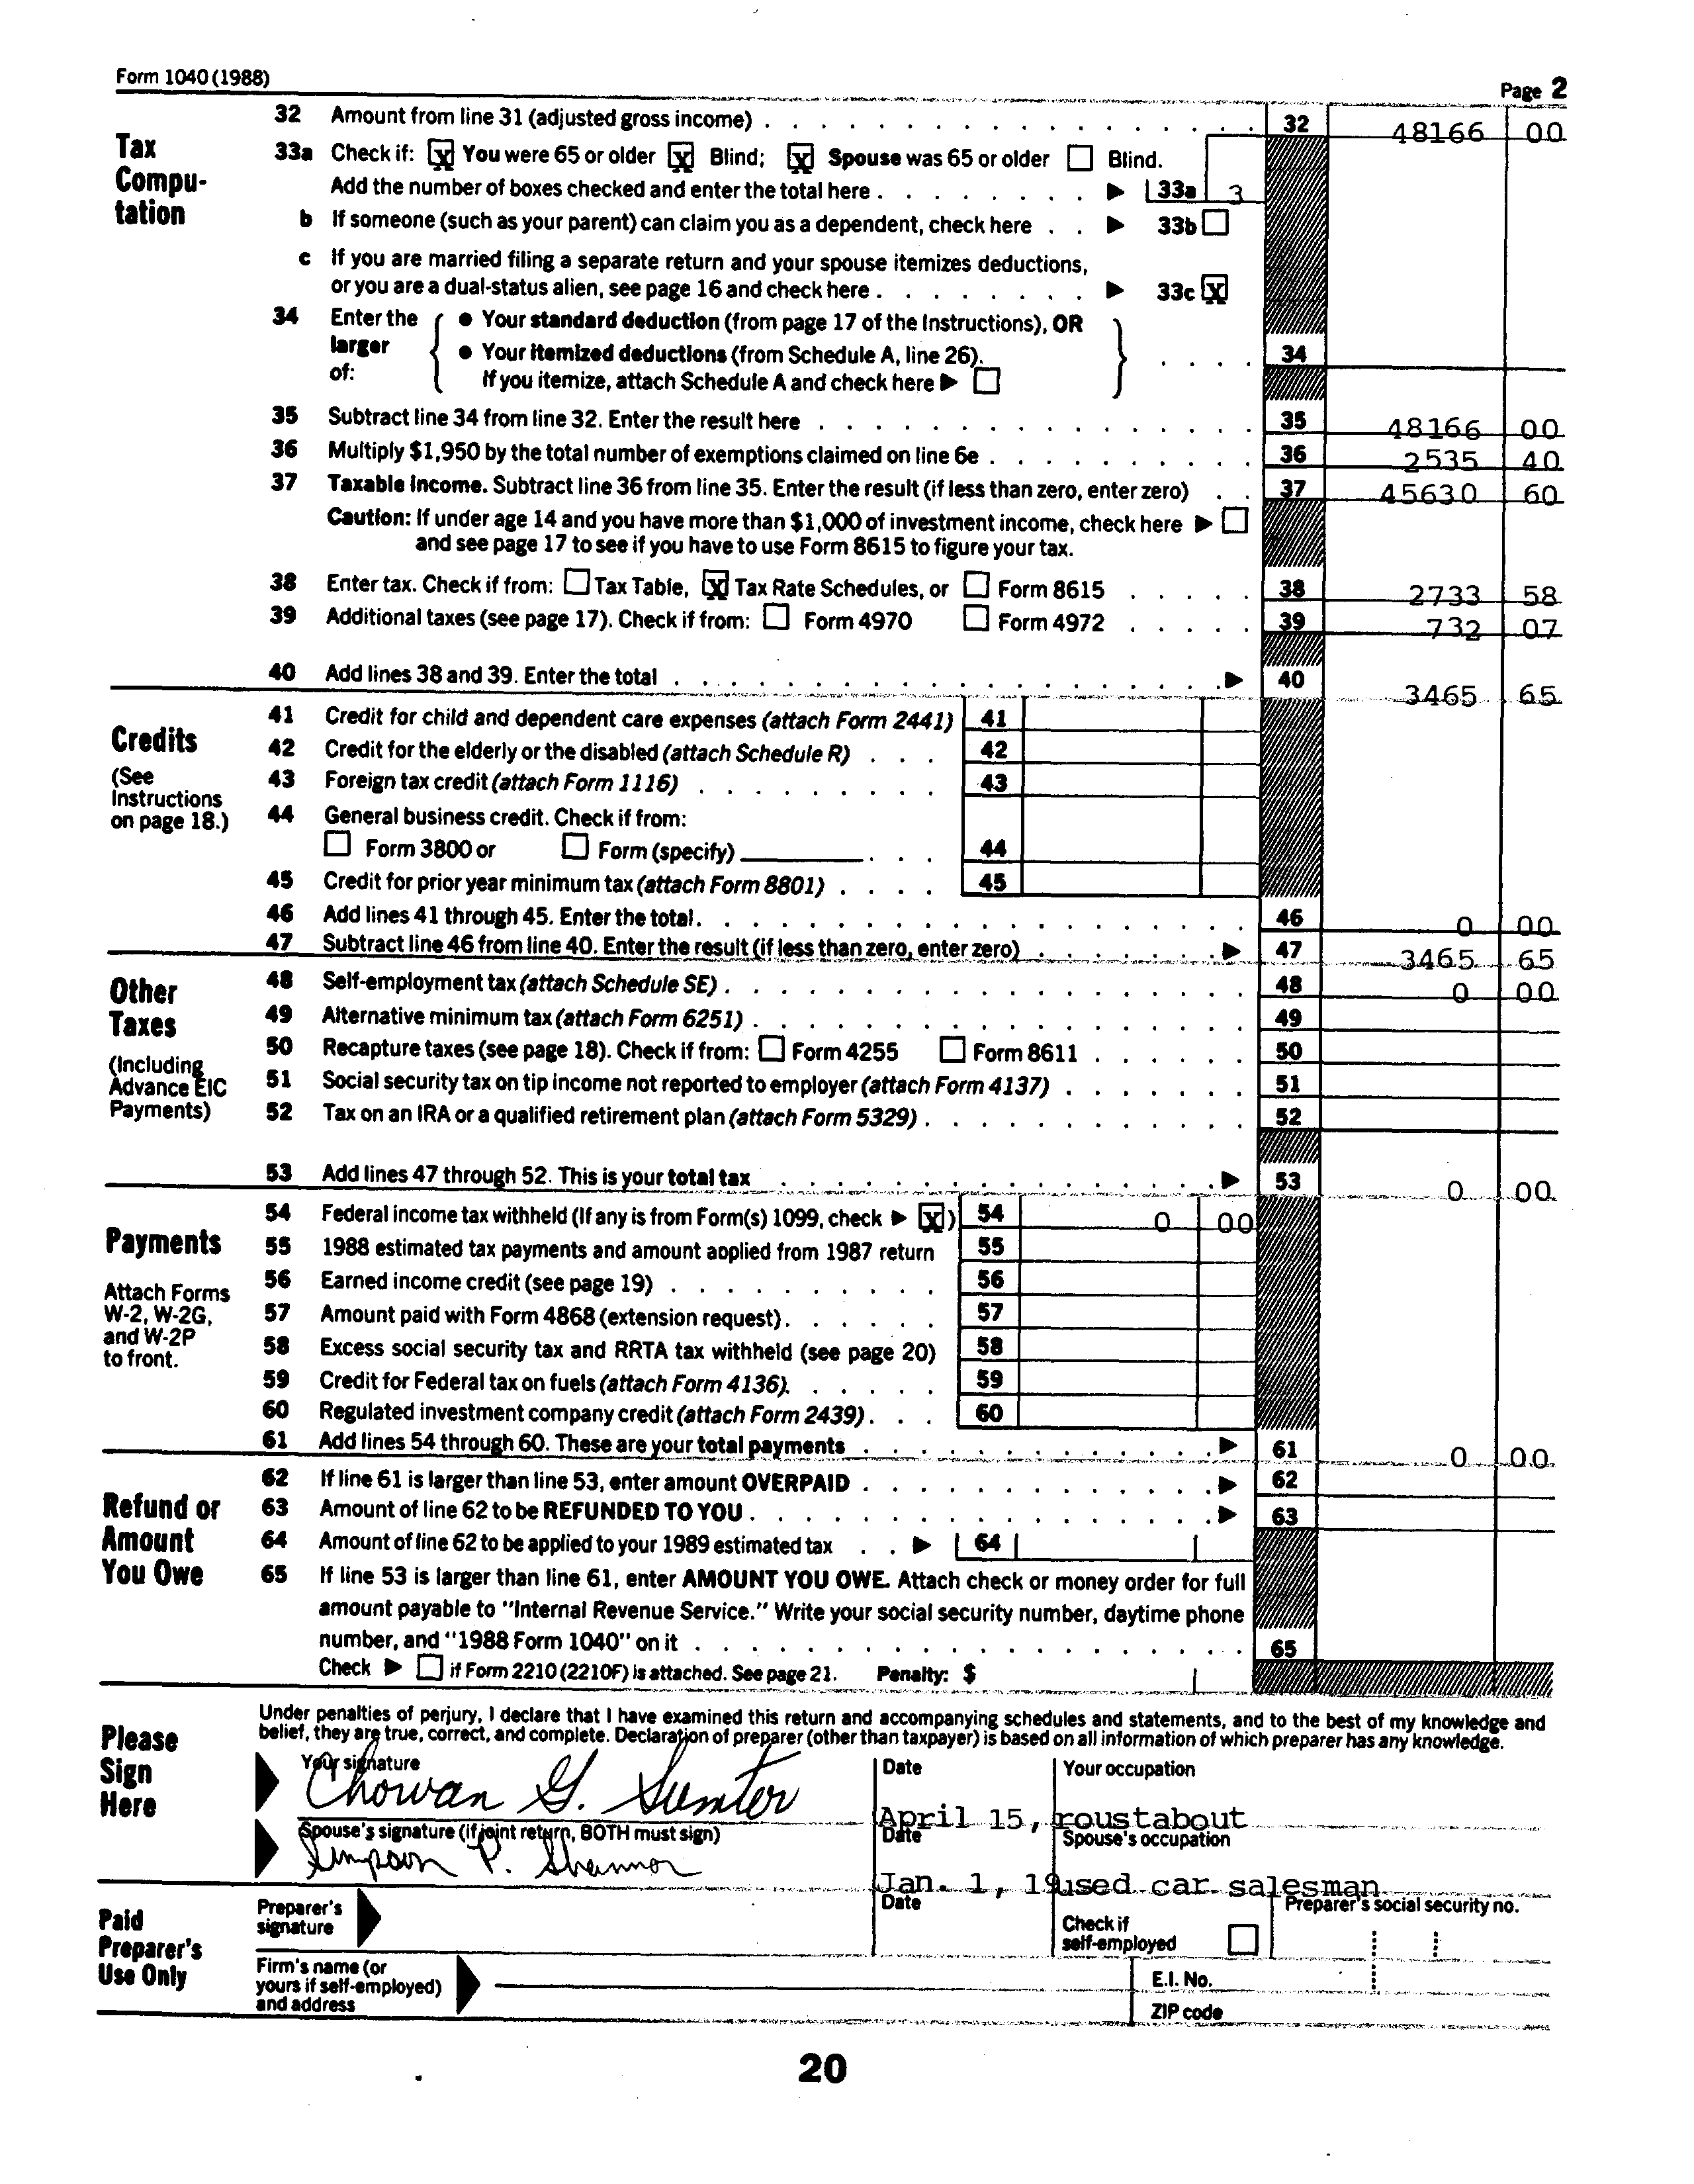 Form 1040 (1988)
Page 2
Tax Compu-tation
32 Amount from line 31 (adjusted gross income) . . . . . 32 48166 00
33a Check if: [X] You were 65 or older [X] Blind; [X] Spouse was 65 or older [ ] Blind.
Add the number of boxes checked and enter the total here . . . . . ▶ 33a 3
b If someone (such as your parent) can claim you as a dependent, check here . . ▶ 33b [ ]
c If you are married filing a separate return and your spouse itemizes deductions,
or you are a dual-status alien, see page 16 and check here . . . . . ▶ 33c [X]
34 Enter the larger of:
● Your standard deduction (from page 17 of the Instructions), OR
● Your itemized deductions (from Schedule A, line 26).
If you itemize, attach Schedule A and check here ▶ [ ]
. . . . 34
35 Subtract line 34 from line 32. Enter the result here . . . . . 35 48166 00
36 Multiply $1,950 by the total number of exemptions claimed on line 6e . . . . . 36 2535 40
37 Taxable income. Subtract line 36 from line 35. Enter the result (if less than zero, enter zero) . . 37 45630 60
Caution: If under age 14 and you have more than $1,000 of investment income, check here ▶ [ ]
and see page 17 to see if you have to use Form 8615 to figure your tax.
38 Enter tax. Check if from: [ ] Tax Table, [X] Tax Rate Schedules, or [ ] Form 8615 . . . . . 38 2733 58
39 Additional taxes (see page 17). Check if from: [ ] Form 4970 [ ] Form 4972 . . . . . 39 732 07
40 Add lines 38 and 39. Enter the total . . . . . ▶ 40 3465 65
Credits
(See
Instructions
on page 18.)
41 Credit for child and dependent care expenses (attach Form 2441) 41
42 Credit for the elderly or the disabled (attach Schedule R) . . . 42
43 Foreign tax credit (attach Form 1116) . . . . . 43
44 General business credit. Check if from:
[ ] Form 3800 or [ ] Form (specify) ________ . . . 44
45 Credit for prior year minimum tax (attach Form 8801) . . . . 45
46 Add lines 41 through 45. Enter the total. . . . . 46 0 00
47 Subtract line 46 from line 40. Enter the result (if less than zero, enter zero) . . . . . ▶ 47 3465 65
Other
Taxes
(Including
Advance EIC
Payments)
48 Self-employment tax (attach Schedule SE) . . . . . 48 0 00
49 Alternative minimum tax (attach Form 6251) . . . . . 49
50 Recapture taxes (see page 18). Check if from: [ ] Form 4255 [ ] Form 8611 . . . . . 50
51 Social security tax on tip income not reported to employer (attach Form 4137) . . . . . 51
52 Tax on an IRA or a qualified retirement plan (attach Form 5329) . . . . . 52
53 Add lines 47 through 52. This is your total tax . . . . . ▶ 53 0 00
Payments
Attach Forms
W-2, W-2G,
and W-2P
to front.
54 Federal income tax withheld (If any is from Form(s) 1099, check ▶ [X]) 54 0 00
55 1988 estimated tax payments and amount applied from 1987 return 55
56 Earned income credit (see page 19) . . . . . 56
57 Amount paid with Form 4868 (extension request) . . . . . 57
58 Excess social security tax and RRTA tax withheld (see page 20) 58
59 Credit for Federal tax on fuels (attach Form 4136). . . . . 59
60 Regulated investment company credit (attach Form 2439) . . . 60
61 Add lines 54 through 60. These are your total payments . . . . . ▶ 61 0 00
Refund or
Amount
You Owe
62 If line 61 is larger than line 53, enter amount OVERPAID . . . . . ▶ 62
63 Amount of line 62 to be REFUNDED TO YOU . . . . . ▶ 63
64 Amount of line 62 to be applied to your 1989 estimated tax . . ▶ 64
65 If line 53 is larger than line 61, enter AMOUNT YOU OWE. Attach check or money order for full
amount payable to "Internal Revenue Service." Write your social security number, daytime phone
number, and "1988 Form 1040" on it . . . . . 65
Check ▶ [ ] if Form 2210 (2210F) is attached. See page 21. Penalty: $
Please
Sign
Here
Under penalties of perjury, I declare that I have examined this return and accompanying schedules and statements, and to the best of my knowledge and
belief, they are true, correct, and complete. Declaration of preparer (other than taxpayer) is based on all information of which preparer has any knowledge.
Your signature Date Your occupation
Chowan G. Sumter April 15, roustabout
Spouse's signature (if joint return, BOTH must sign) Date Spouse's occupation
Simpson P. Shannor Jan. 1, 19 used car salesman
Paid
Preparer's
Use Only
Preparer's signature Date Check if self-employed [ ] Preparer's social security no.
Firm's name (or
yours if self-employed)
and address
E.I. No.
ZIP code
20